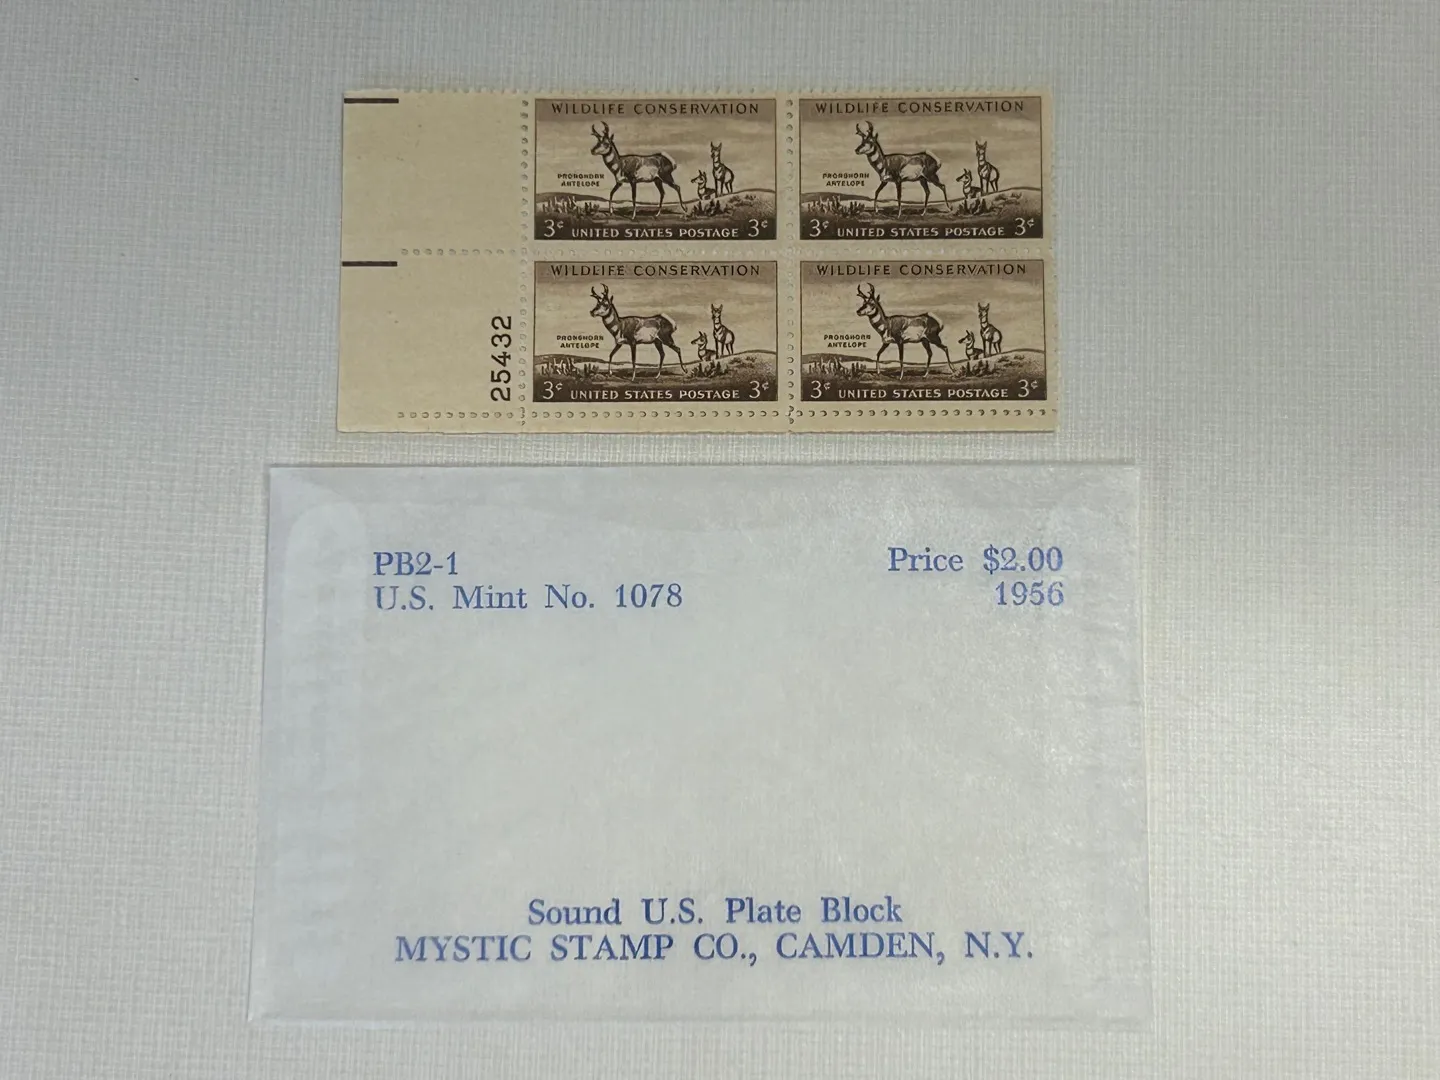 WILDLIFE CONSERVATION
PRONGHORN
ANTELOPE
3¢ UNITED STATES POSTAGE 3¢
WILDLIFE CONSERVATION
PRONGHORN
ANTELOPE
3¢ UNITED STATES POSTAGE 3¢
25432
WILDLIFE CONSERVATION
PRONGHORN
ANTELOPE
3¢ UNITED STATES POSTAGE 3¢
WILDLIFE CONSERVATION
PRONGHORN
ANTELOPE
3¢ UNITED STATES POSTAGE 3¢
PB2-1
Price $2.00
U.S. Mint No. 1078
1956
Sound U.S. Plate Block
MYSTIC STAMP CO., CAMDEN, N.Y.